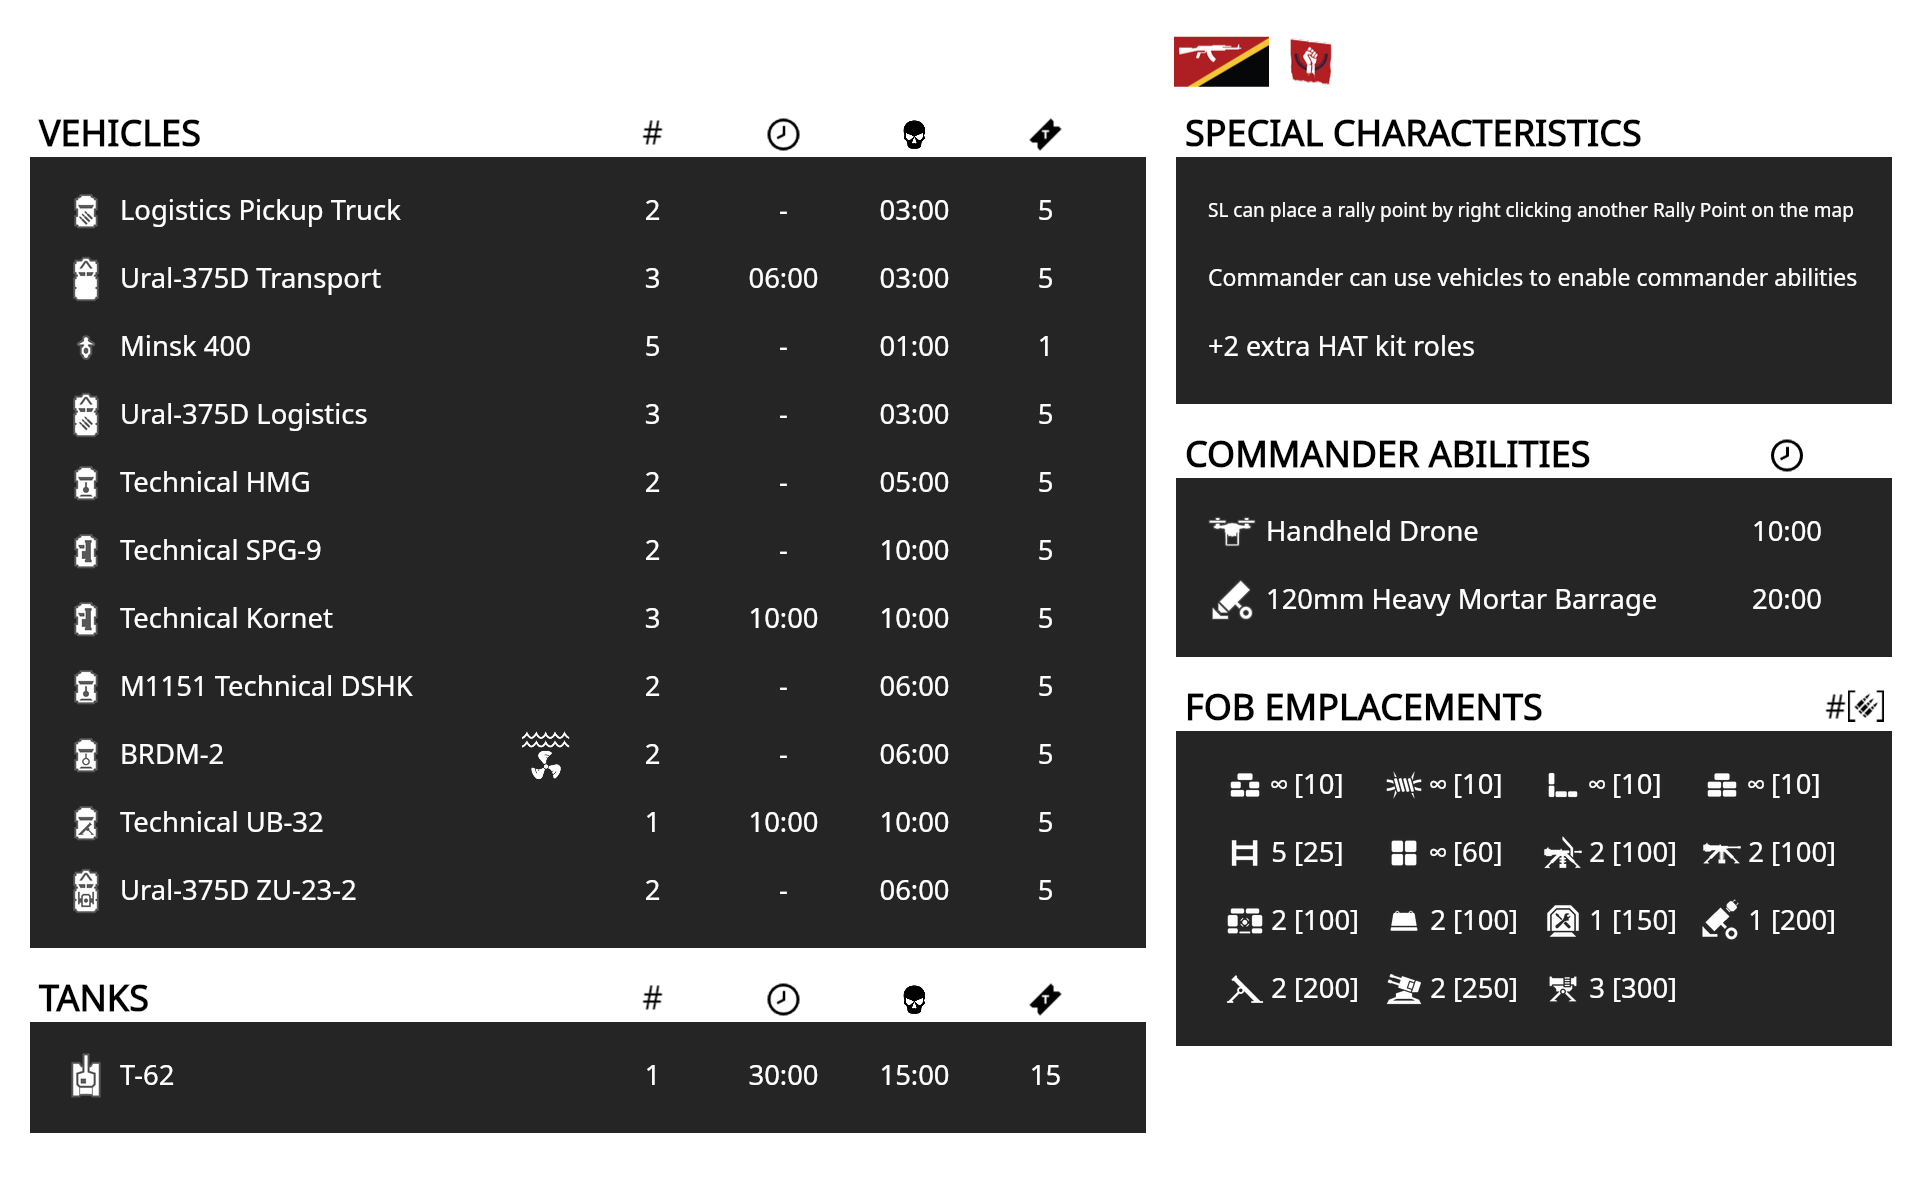 VEHICLES #
Logistics Pickup Truck 2 - 03:00 5
Ural-375D Transport 3 06:00 03:00 5
Minsk 400 5 - 01:00 1
Ural-375D Logistics 3 - 03:00 5
Technical HMG 2 - 05:00 5
Technical SPG-9 2 - 10:00 5
Technical Kornet 3 10:00 10:00 5
M1151 Technical DSHK 2 - 06:00 5
BRDM-2 2 - 06:00 5
Technical UB-32 1 10:00 10:00 5
Ural-375D ZU-23-2 2 - 06:00 5
TANKS #
T-62 1 30:00 15:00 15
SPECIAL CHARACTERISTICS
SL can place a rally point by right clicking another Rally Point on the map
Commander can use vehicles to enable commander abilities
+2 extra HAT kit roles
COMMANDER ABILITIES
Handheld Drone 10:00
120mm Heavy Mortar Barrage 20:00
FOB EMPLACEMENTS #[]
∞ [10] ∞ [10] ∞ [10] ∞ [10]
5 [25] ∞ [60] 2 [100] 2 [100]
2 [100] 2 [100] 1 [150] 1 [200]
2 [200] 2 [250] 3 [300]